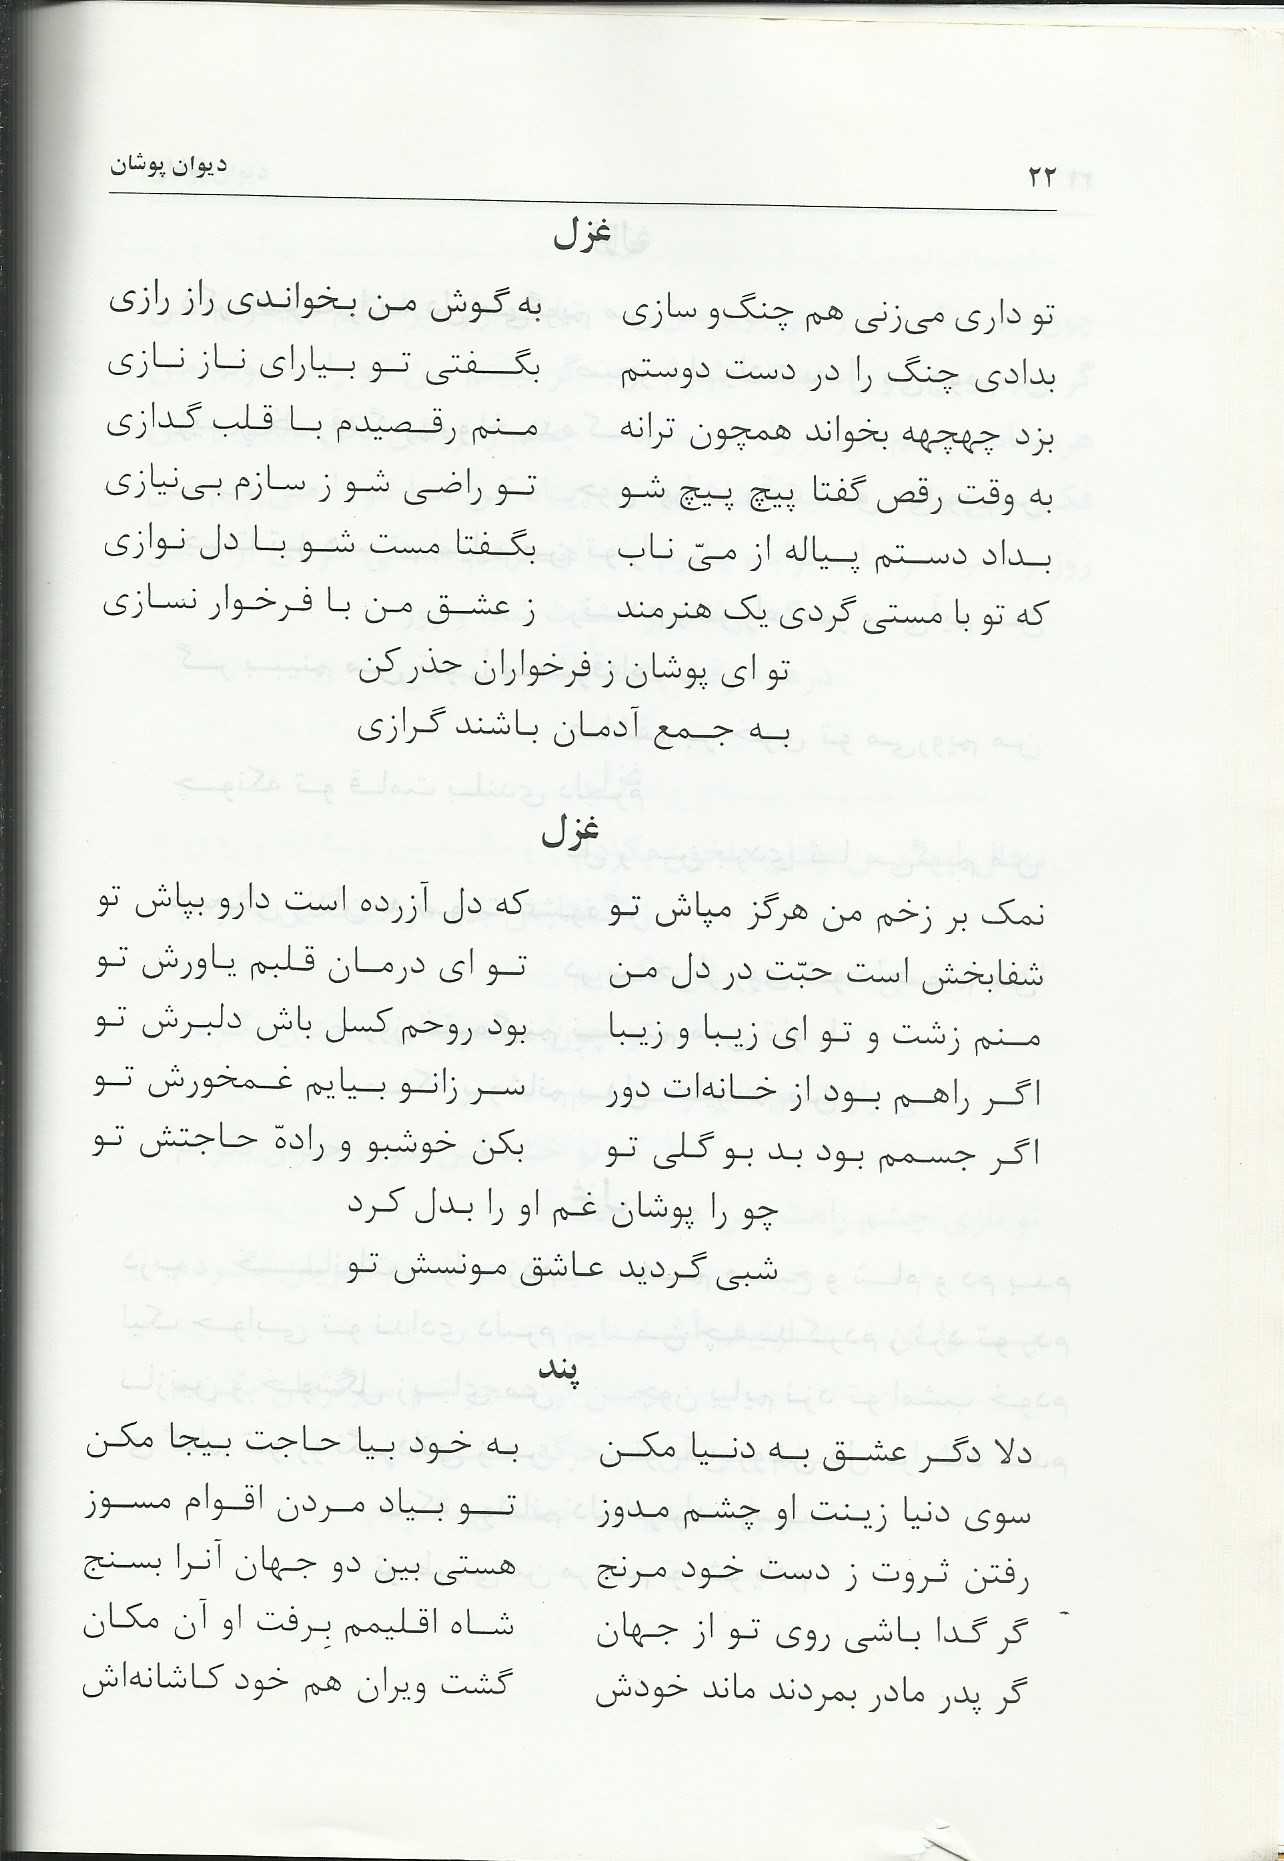 ۲۲ دیوان پوشان
غزل
تو داری می‌زنی هم چنگ‌و سازی به گوش من بخواندی راز رازی
بدادی چنگ را در دست دوستم بگفتی تو بیارای ناز نازی
بزد چهچهه بخواند همچون ترانه منم رقصیدم با قلب گدازی
به وقت رقص گفتا پیچ پیچ شو تو راضی شو ز سازم بی‌نیازی
بداد دستم پیاله از میّ ناب بگفتا مست شو با دل نوازی
که تو با مستی گردی یک هنرمند ز عشق من با فرخوار نسازی
تو ای پوشان ز فرخواران حذر کن
به جمع آدمان باشند گرازی
غزل
نمک بر زخم من هرگز مپاش تو که دل آزرده است دارو بپاش تو
شفابخش است حبّت در دل من تو ای درمان قلبم یاورش تو
منم زشت و تو ای زیبا و زیبا بود روحم کسل باش دلبرش تو
اگر راهم بود از خانه‌ات دور سر زانو بیایم غمخورش تو
اگر جسمم بود بد بو گلی تو بکن خوشبو و رادهّ حاجتش تو
چو را پوشان غم او را بدل کرد
شبی گردید عاشق مونسش تو
پند
دلا دگر عشق به دنیا مکن به خود بیا حاجت بیجا مکن
سوی دنیا زینت او چشم مدوز تو بیاد مردن اقوام مسوز
رفتن ثروت ز دست خود مرنج هستی بین دو جهان آنرا بسنج
گر گدا باشی روی تو از جهان شاه اقلیمم بِرفت او آن مکان
گر پدر مادر بمردند ماند خودش گشت ویران هم خود کاشانه‌اش